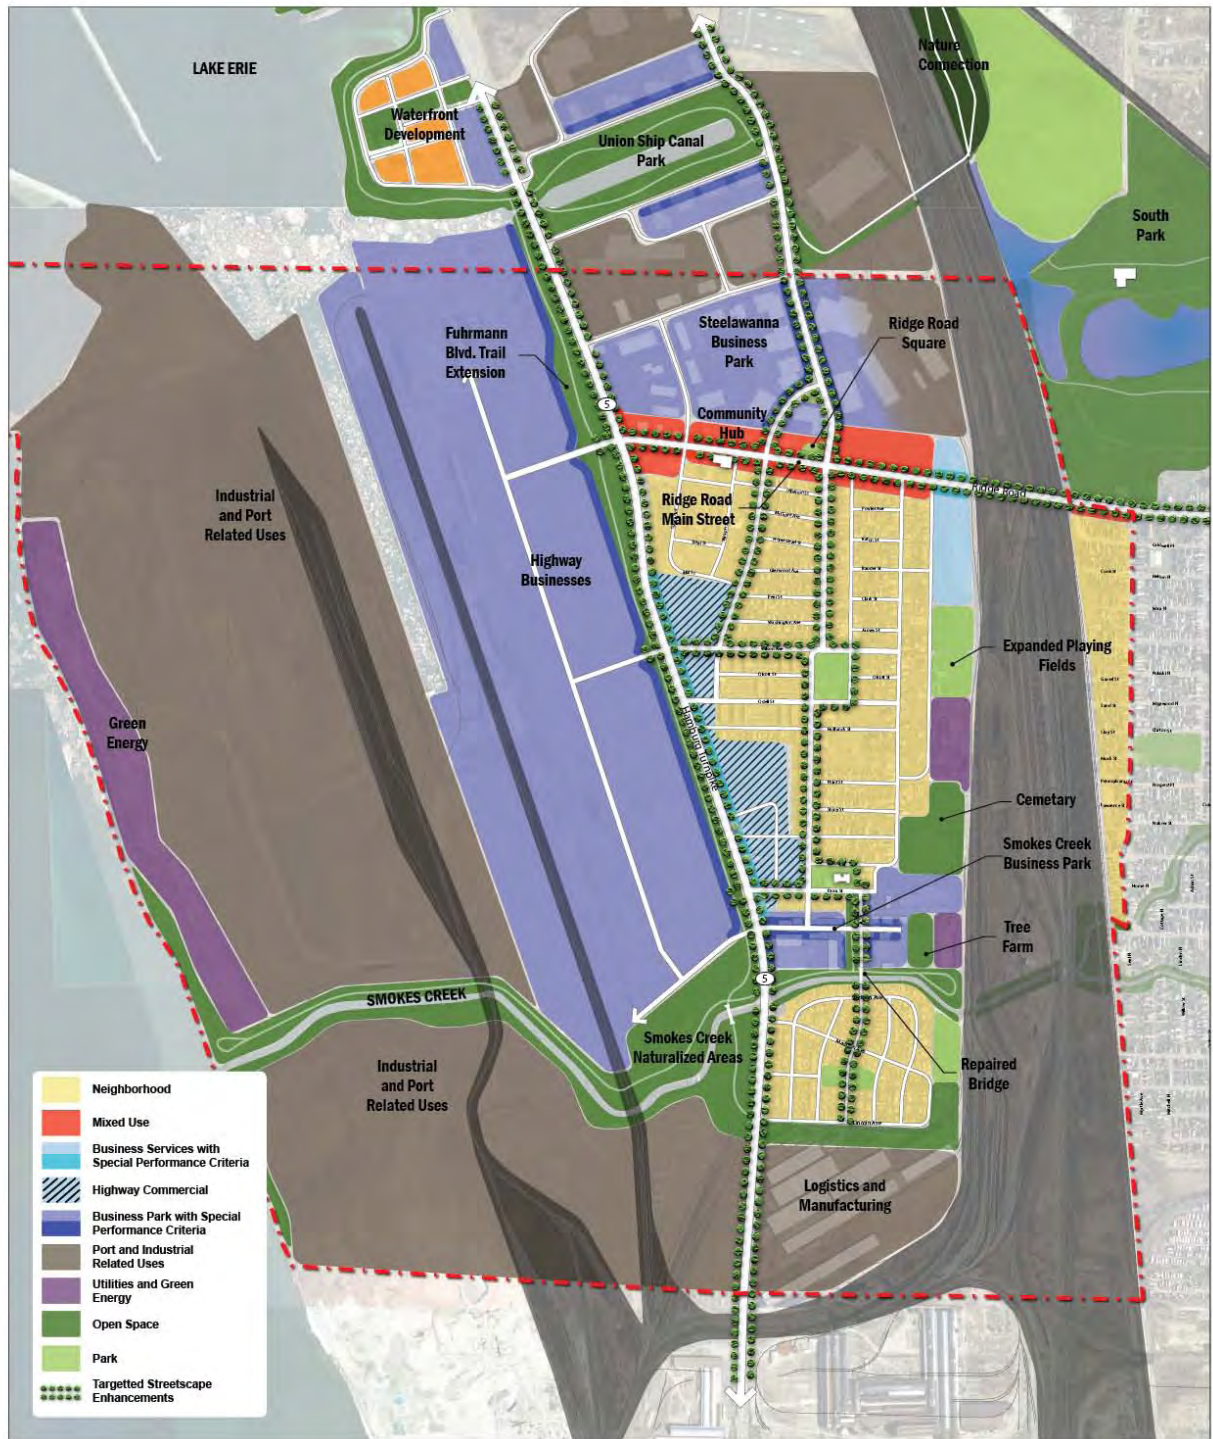 LAKE ERIE
Nature
Connection
Waterfront
Development
Union Ship Canal
Park
South
Park
Fuhrmann
Blvd. Trail
Extension
Steelawanna
Business
Park
Ridge Road
Square
5
Community
Hub
Ridge Road
Ridge Road
Main Street
Industrial
and Port
Related Uses
Highway
Businesses
Expanded Playing
Fields
Green
Energy
Hamburg Turnpike
Cemetary
Smokes Creek
Business Park
Tree
Farm
5
SMOKES CREEK
Smokes Creek
Naturalized Areas
Repaired
Bridge
Industrial
and Port
Related Uses
Logistics and
Manufacturing
Neighborhood
Mixed Use
Business Services with
Special Performance Criteria
Highway Commercial
Business Park with Special
Performance Criteria
Port and Industrial
Related Uses
Utilities and Green
Energy
Open Space
Park
Targetted Streetscape
Enhancements